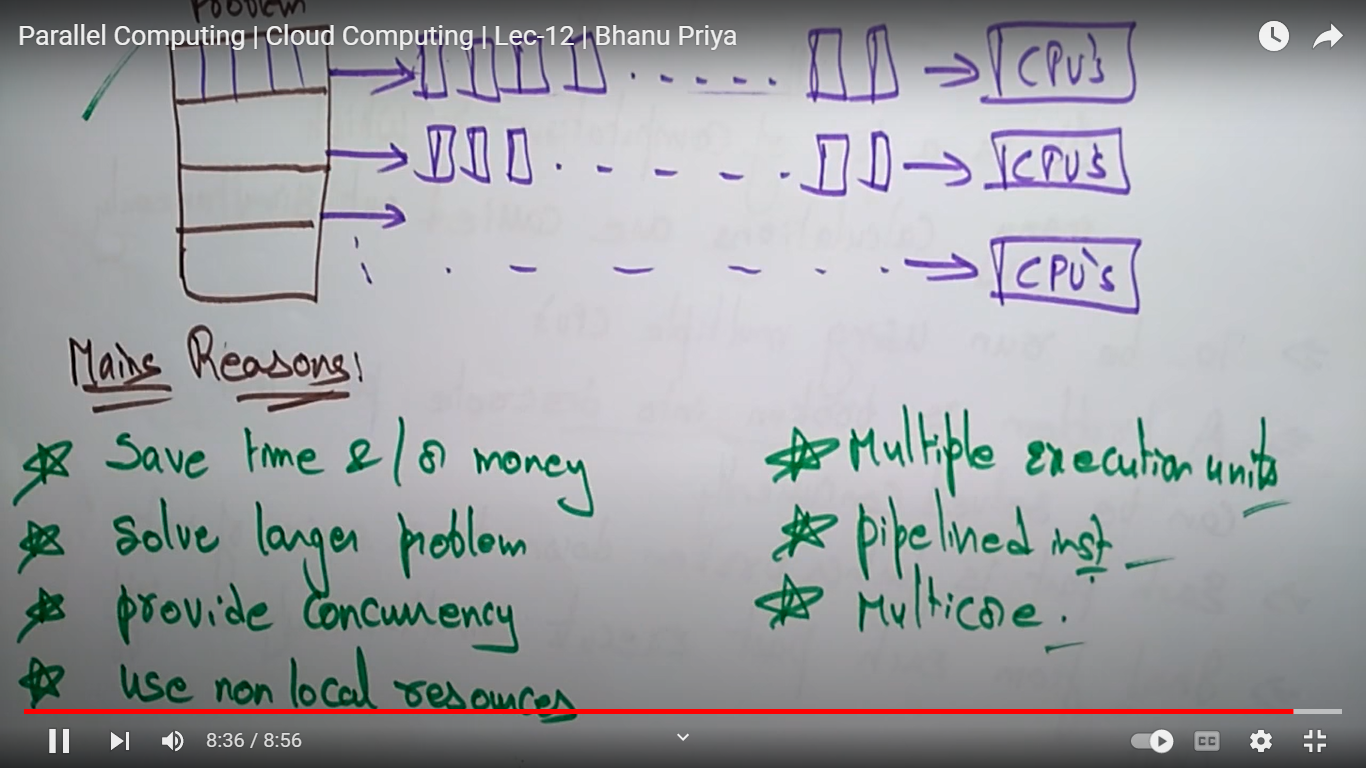 Problem
Parallel Computing | Cloud Computing | Lec-12 | Bhanu Priya
CPU's
CPU's
CPU's
Mains Reasons:
Save time & / or money
Solve larger problem
provide Concurrency
use non local resources
Multiple execution units
pipelined inst
Multicore.
8:36 / 8:56
CC